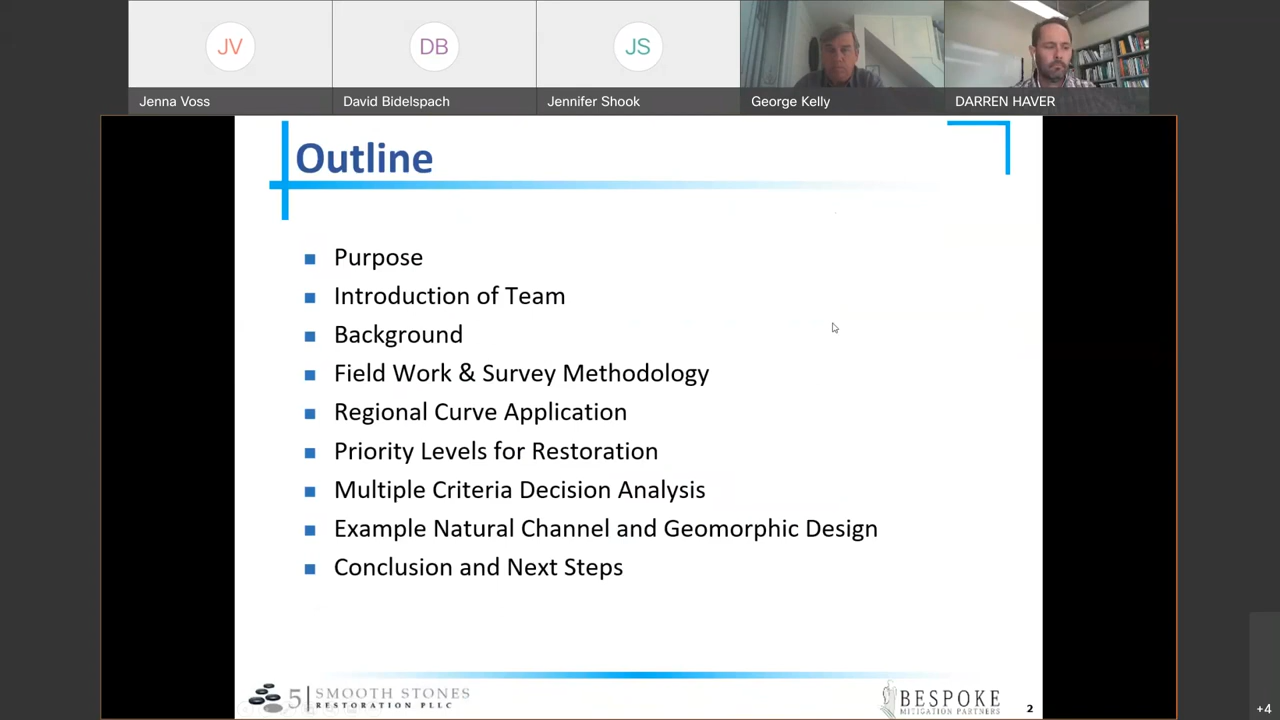 JV
DB
JS
Jenna Voss
David Bidelspach
Jennifer Shook
George Kelly
DARREN HAVER
Outline
Purpose
Introduction of Team
Background
Field Work & Survey Methodology
Regional Curve Application
Priority Levels for Restoration
Multiple Criteria Decision Analysis
Example Natural Channel and Geomorphic Design
Conclusion and Next Steps
5 SMOOTH STONES
RESTORATION PLLC
BESPOKE
MITIGATION PARTNERS
2
+4